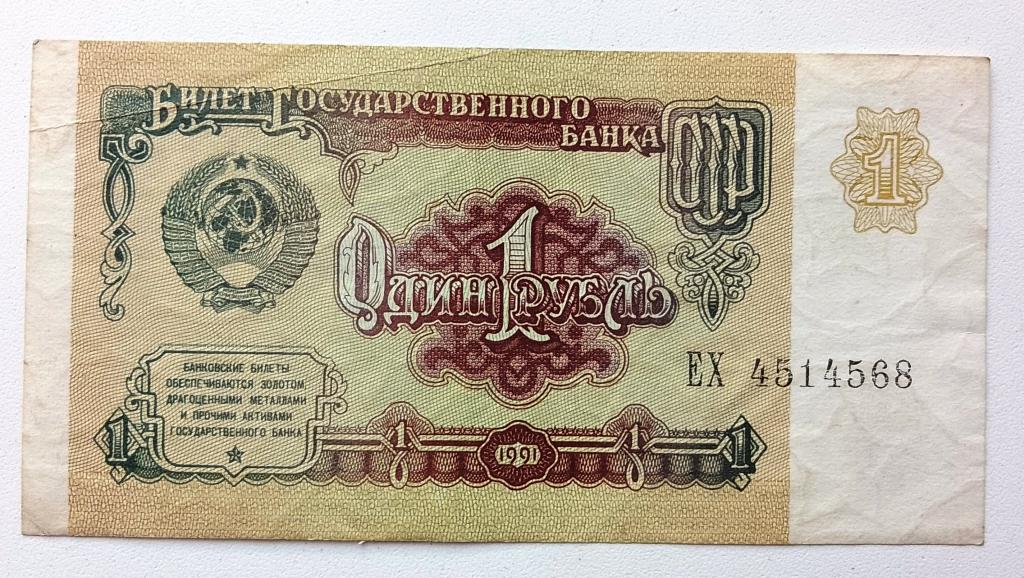 Билет Государственного
Банка
СССР
1
Один 1 Рубль
ЕХ 4514568
БАНКОВСКИЕ БИЛЕТЫ
ОБЕСПЕЧИВАЮТСЯ ЗОЛОТОМ,
ДРАГОЦЕННЫМИ МЕТАЛЛАМИ
И ПРОЧИМИ АКТИВАМИ
ГОСУДАРСТВЕННОГО БАНКА
1 1 1991 1 1